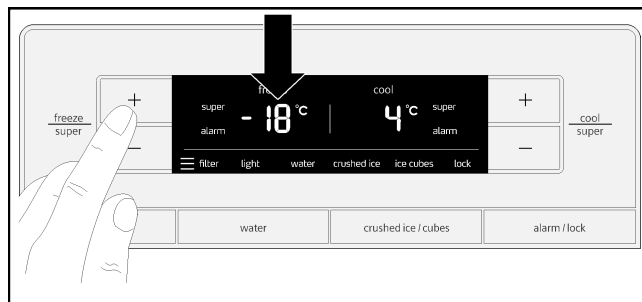 freeze
super
+
−
super
alarm
-18 °C
cool
4 °C
super
alarm
filter light water crushed ice ice cubes lock
+
−
cool
super
water crushed ice / cubes alarm / lock